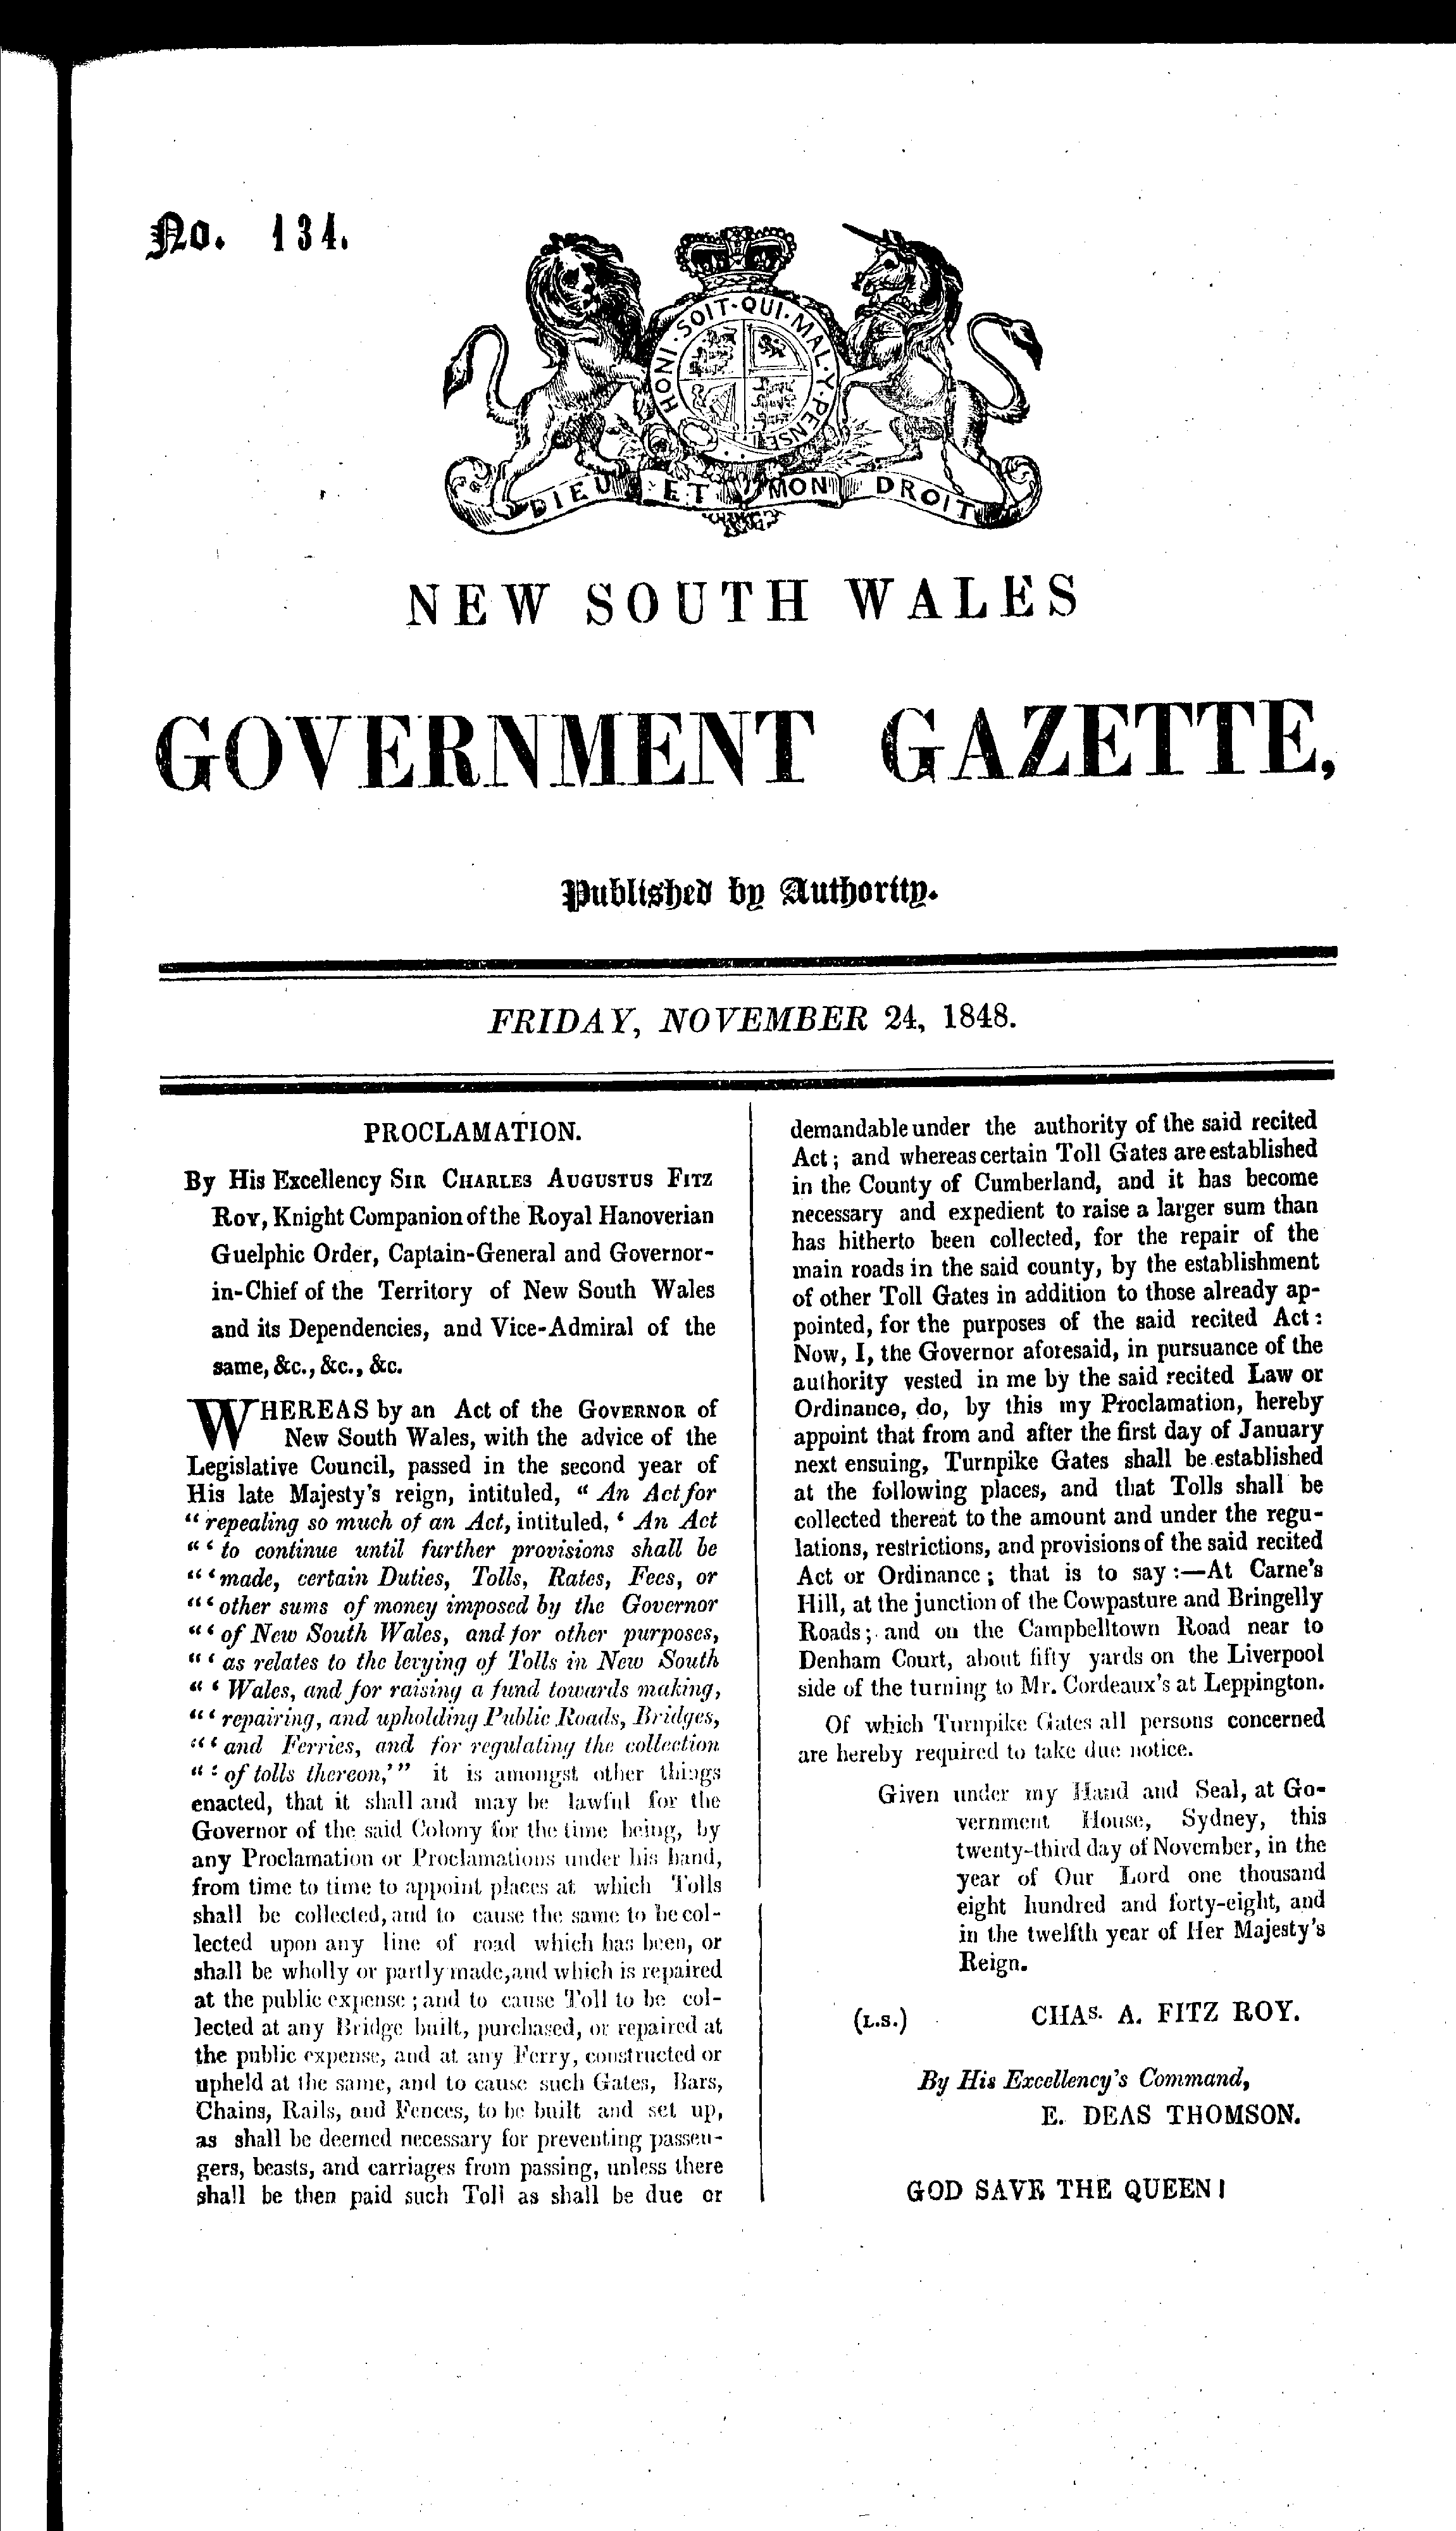 No. 134.
HONI · SOIT · QUI · MAL · Y · PENSE
DIEU ET MON DROIT
NEW SOUTH WALES
GOVERNMENT GAZETTE,
Published by Authority.
FRIDAY, NOVEMBER 24, 1848.
PROCLAMATION.
By His Excellency SIR CHARLES AUGUSTUS FITZ
ROY, Knight Companion of the Royal Hanoverian
Guelphic Order, Captain-General and Governor-
in-Chief of the Territory of New South Wales
and its Dependencies, and Vice-Admiral of the
same, &c., &c., &c.
WHEREAS by an Act of the GOVERNOR of
New South Wales, with the advice of the
Legislative Council, passed in the second year of
His late Majesty's reign, intituled, " An Act for
" repealing so much of an Act, intituled, ' An Act
" ' to continue until further provisions shall be
" ' made, certain Duties, Tolls, Rates, Fees, or
" ' other sums of money imposed by the Governor
" ' of New South Wales, and for other purposes,
" ' as relates to the levying of Tolls in New South
" ' Wales, and for raising a fund towards making,
" ' repairing, and upholding Public Roads, Bridges,
" ' and Ferries, and for regulating the collection
" ' of tolls thereon,' " it is amongst other things
enacted, that it shall and may be lawful for the
Governor of the said Colony for the time being, by
any Proclamation or Proclamations under his hand,
from time to time to appoint places at which Tolls
shall be collected, and to cause the same to be col-
lected upon any line of road which has been, or
shall be wholly or partly made, and which is repaired
at the public expense ; and to cause Toll to be col-
lected at any Bridge built, purchased, or repaired at
the public expense, and at any Ferry, constructed or
upheld at the same, and to cause such Gates, Bars,
Chains, Rails, and Fences, to be built and set up,
as shall be deemed necessary for preventing passen-
gers, beasts, and carriages from passing, unless there
shall be then paid such Toll as shall be due or
demandable under the authority of the said recited
Act ; and whereas certain Toll Gates are established
in the County of Cumberland, and it has become
necessary and expedient to raise a larger sum than
has hitherto been collected, for the repair of the
main roads in the said county, by the establishment
of other Toll Gates in addition to those already ap-
pointed, for the purposes of the said recited Act :
Now, I, the Governor aforesaid, in pursuance of the
authority vested in me by the said recited Law or
Ordinance, do, by this my Proclamation, hereby
appoint that from and after the first day of January
next ensuing, Turnpike Gates shall be established
at the following places, and that Tolls shall be
collected thereat to the amount and under the regu-
lations, restrictions, and provisions of the said recited
Act or Ordinance ; that is to say :—At Carne's
Hill, at the junction of the Cowpasture and Bringelly
Roads ; and on the Campbelltown Road near to
Denham Court, about fifty yards on the Liverpool
side of the turning to Mr. Cordeaux's at Leppington.
Of which Turnpike Gates all persons concerned
are hereby required to take due notice.
Given under my Hand and Seal, at Go-
vernment House, Sydney, this
twenty-third day of November, in the
year of Our Lord one thousand
eight hundred and forty-eight, and
in the twelfth year of Her Majesty's
Reign.
(L.S.) CHAS. A. FITZ ROY.
By His Excellency's Command,
E. DEAS THOMSON.
GOD SAVE THE QUEEN !